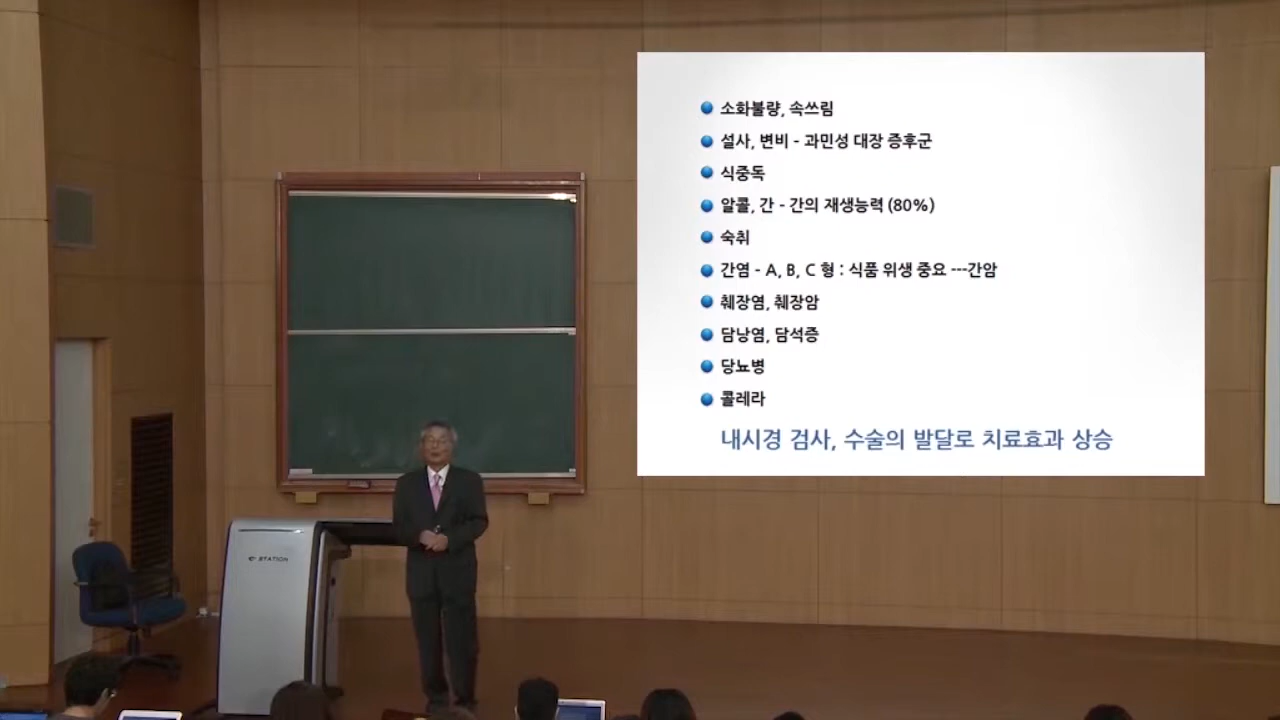 소화불량, 속쓰림
설사, 변비 - 과민성 대장 증후군
식중독
알콜, 간 - 간의 재생능력 (80%)
숙취
간염 - A, B, C 형 : 식품 위생 중요 ---간암
췌장염, 췌장암
담낭염, 담석증
당뇨병
콜레라
내시경 검사, 수술의 발달로 치료효과 상승
e-STATION